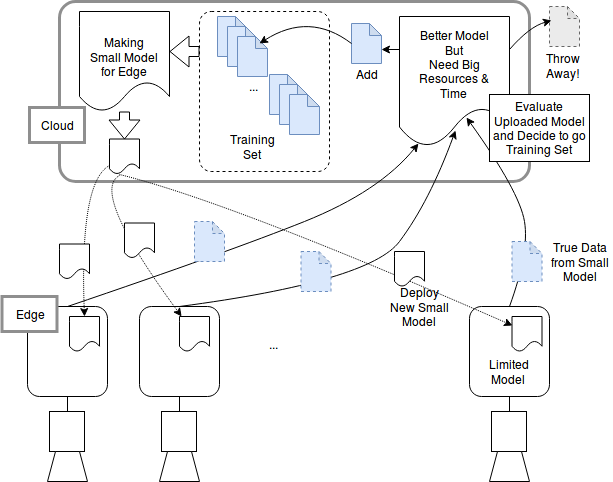 Making
Small Model
for Edge
Better Model
But
Need Big
Resources &
Time
Add
Throw
Away!
...
Training
Set
Evaluate
Uploaded Model
and Decide to go
Training Set
Cloud
True Data
from Small
Model
Deploy
New Small
Model
Edge
...
Limited
Model